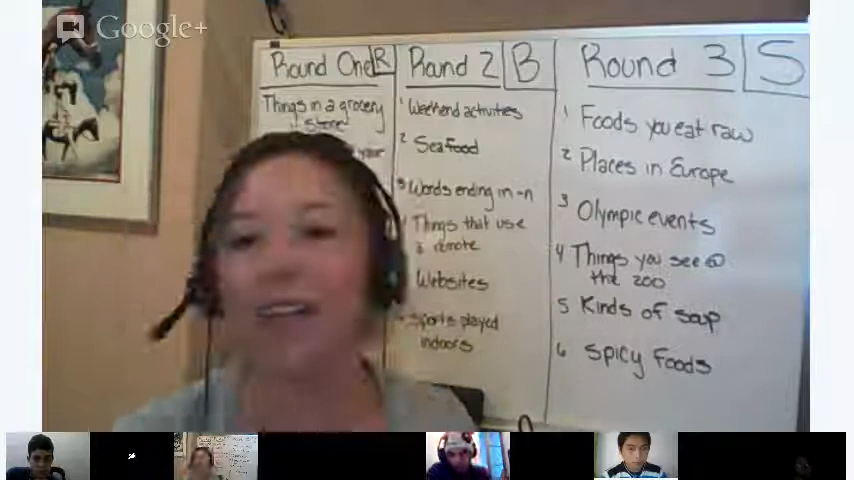 Google+
Round One R
Things in a grocery
store
your
Round 2 B
1 Weekend activities
2 Seafood
3 Words ending in -n
Things that use
a remote
Websites
Sports played
indoors
Round 3 S
1 Foods you eat raw
2 Places in Europe
3 Olympic events
4 Things you see @
the zoo
5 Kinds of soup
6 Spicy foods